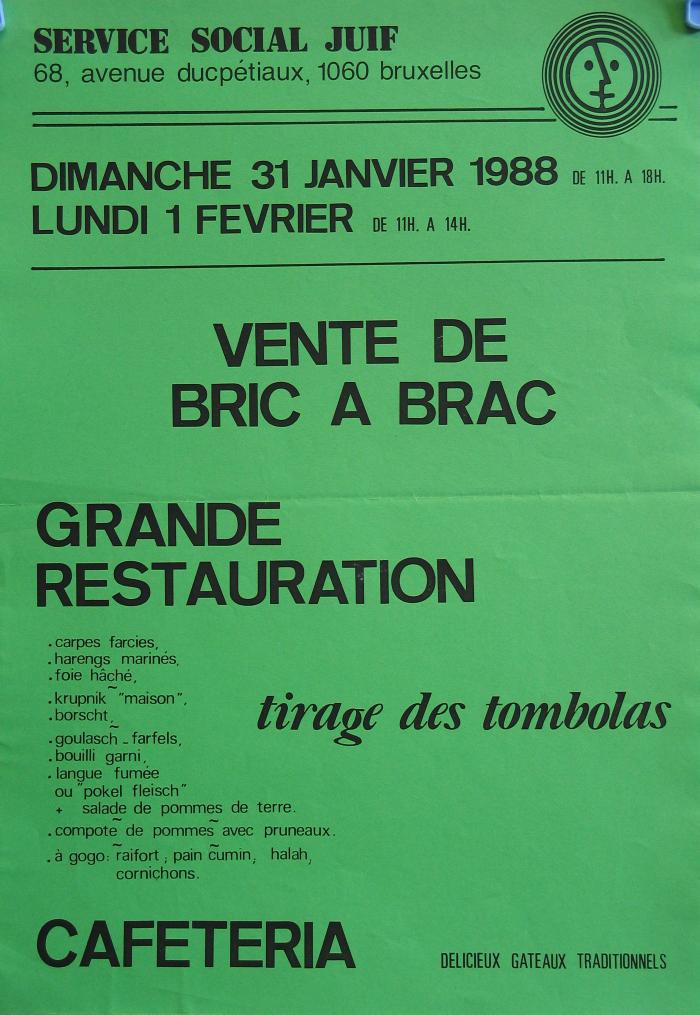 SERVICE SOCIAL JUIF
68, avenue ducpétiaux, 1060 bruxelles
DIMANCHE 31 JANVIER 1988 DE 11H. A 18H.
LUNDI 1 FEVRIER DE 11H. A 14H.
VENTE DE
BRIC A BRAC
GRANDE
RESTAURATION
. carpes farcies,
. harengs marinés,
. foie hâché,
. krupnik "maison",
. borscht,
. goulasch - farfels,
. bouilli garni,
. langue fumée
ou "pokel fleisch"
+ salade de pommes de terre.
. compote de pommes avec pruneaux.
. à gogo: raifort, pain cumin, halah,
cornichons.
tirage des tombolas
CAFETERIA
DELICIEUX GATEAUX TRADITIONNELS